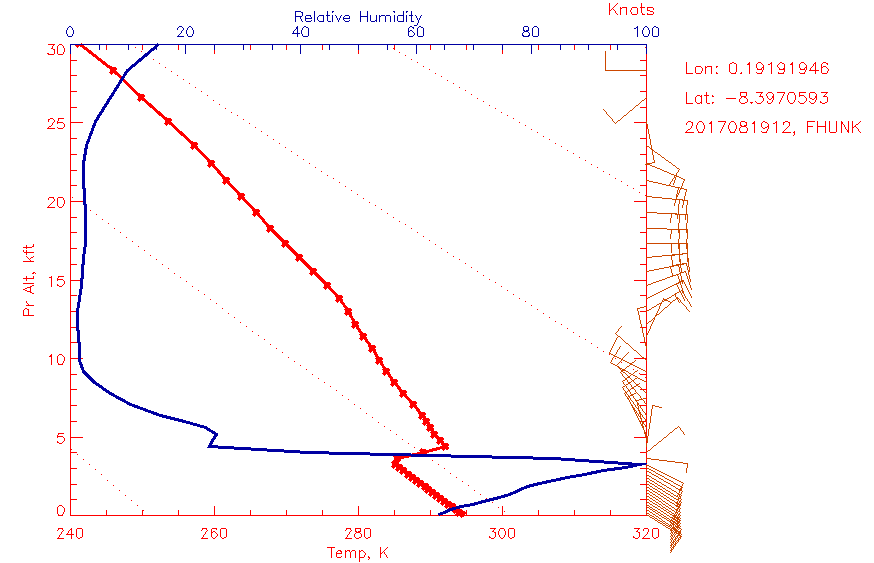 Knots
Relative Humidity
0 20 40 60 80 100
30
25
20
15
10
5
0
Pr Alt, kft
240 260 280 300 320
Temp, K
Lon: 0.19191946
Lat: −8.3970593
2017081912, FHUNK